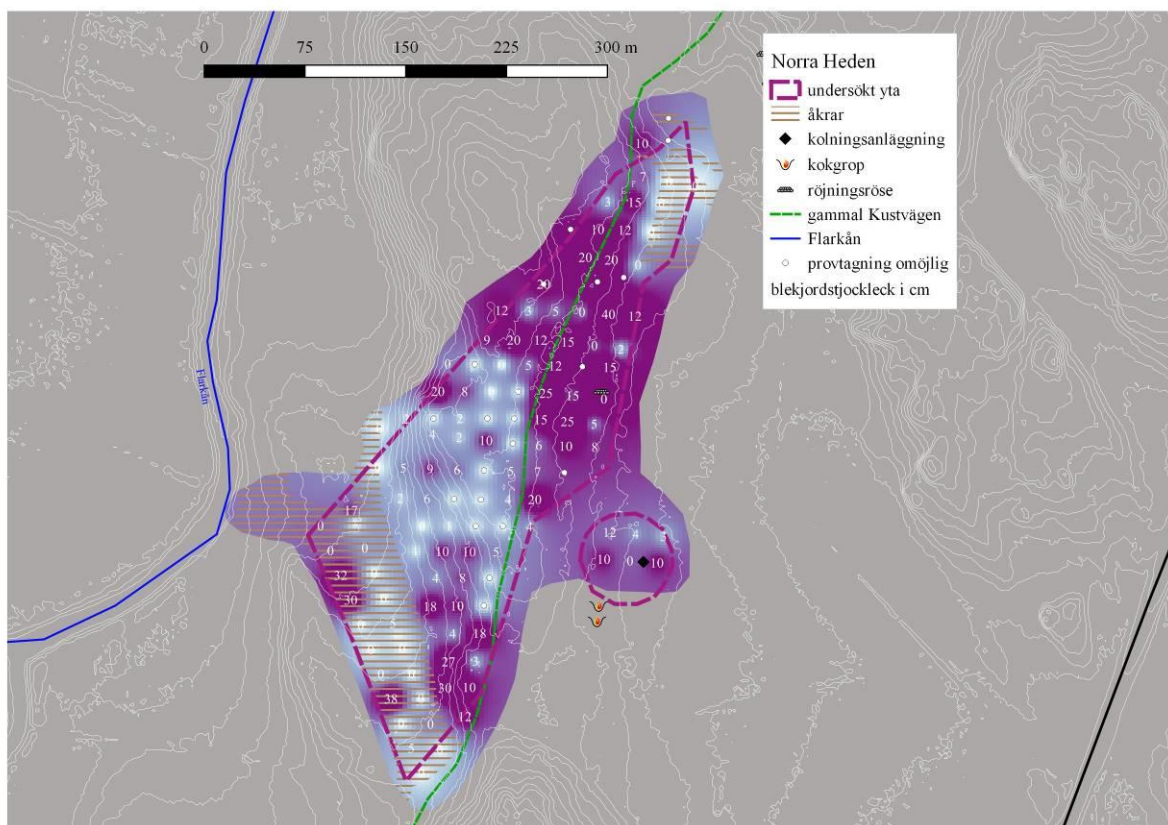 0 75 150 225 300 m
Norra Heden
undersökt yta
åkrar
kolningsanläggning
kokgrop
röjningsröse
gammal Kustvägen
Flarkån
provtagning omöjlig
blekjordstjockleck i cm
Flarkån
10
7
3 15
10 12
20 20
0
20
12 3 5 0 40 12
9 20 12 15 0 2
0 5 12 15
20 8 25 15 0
2 15 25 5
4 2 10 6 10 8
5 9 6 5 7
2 6 4 20
17
0 4 12 4
0 0 10 10 5 10 0 10
32 4 8
30 18 10
4 18
27 3
0 30 10
38
0 12